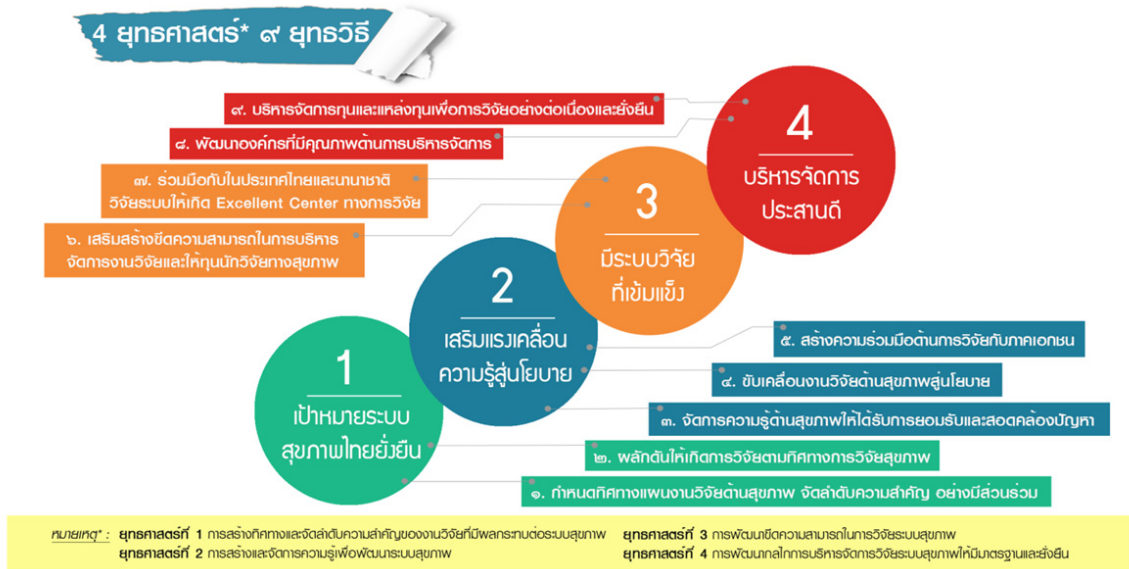 4 ยุทธศาสตร์* ๙ ยุทธวิธี
๙. บริหารจัดการทุนและแหล่งทุนเพื่อการวิจัยอย่างต่อเนื่องและยั่งยืน
๘. พัฒนาองค์กรที่มีคุณภาพด้านการบริหารจัดการ
๗. ร่วมมือกับในประเทศไทยและนานาชาติ
วิจัยระบบให้เกิด Excellent Center ทางการวิจัย
๖. เสริมสร้างขีดความสามารถในการบริหาร
จัดการงานวิจัยและให้ทุนนักวิจัยทางสุขภาพ
4
บริหารจัดการ
ประสานดี
3
มีระบบวิจัย
ที่เข้มแข็ง
2
เสริมแรงเคลื่อน
ความรู้สู่นโยบาย
1
เป้าหมายระบบ
สุขภาพไทยยั่งยืน
๕. สร้างความร่วมมือด้านการวิจัยกับภาคเอกชน
๔. ขับเคลื่อนงานวิจัยด้านสุขภาพสู่นโยบาย
๓. จัดการความรู้ด้านสุขภาพให้ได้รับการยอมรับและสอดคล้องปัญหา
๒. ผลักดันให้เกิดการวิจัยตามทิศทางการวิจัยสุขภาพ
๑. กำหนดทิศทางแผนงานวิจัยด้านสุขภาพ จัดลำดับความสำคัญ อย่างมีส่วนร่วม
หมายเหตุ* : ยุทธศาสตร์ที่ 1 การสร้างทิศทางและจัดลำดับความสำคัญของงานวิจัยที่มีผลกระทบต่อระบบสุขภาพ
ยุทธศาสตร์ที่ 2 การสร้างและจัดการความรู้เพื่อพัฒนาระบบสุขภาพ
ยุทธศาสตร์ที่ 3 การพัฒนาขีดความสามารถในการวิจัยระบบสุขภาพ
ยุทธศาสตร์ที่ 4 การพัฒนากลไกการบริหารจัดการวิจัยระบบสุขภาพให้มีมาตรฐานและยั่งยืน